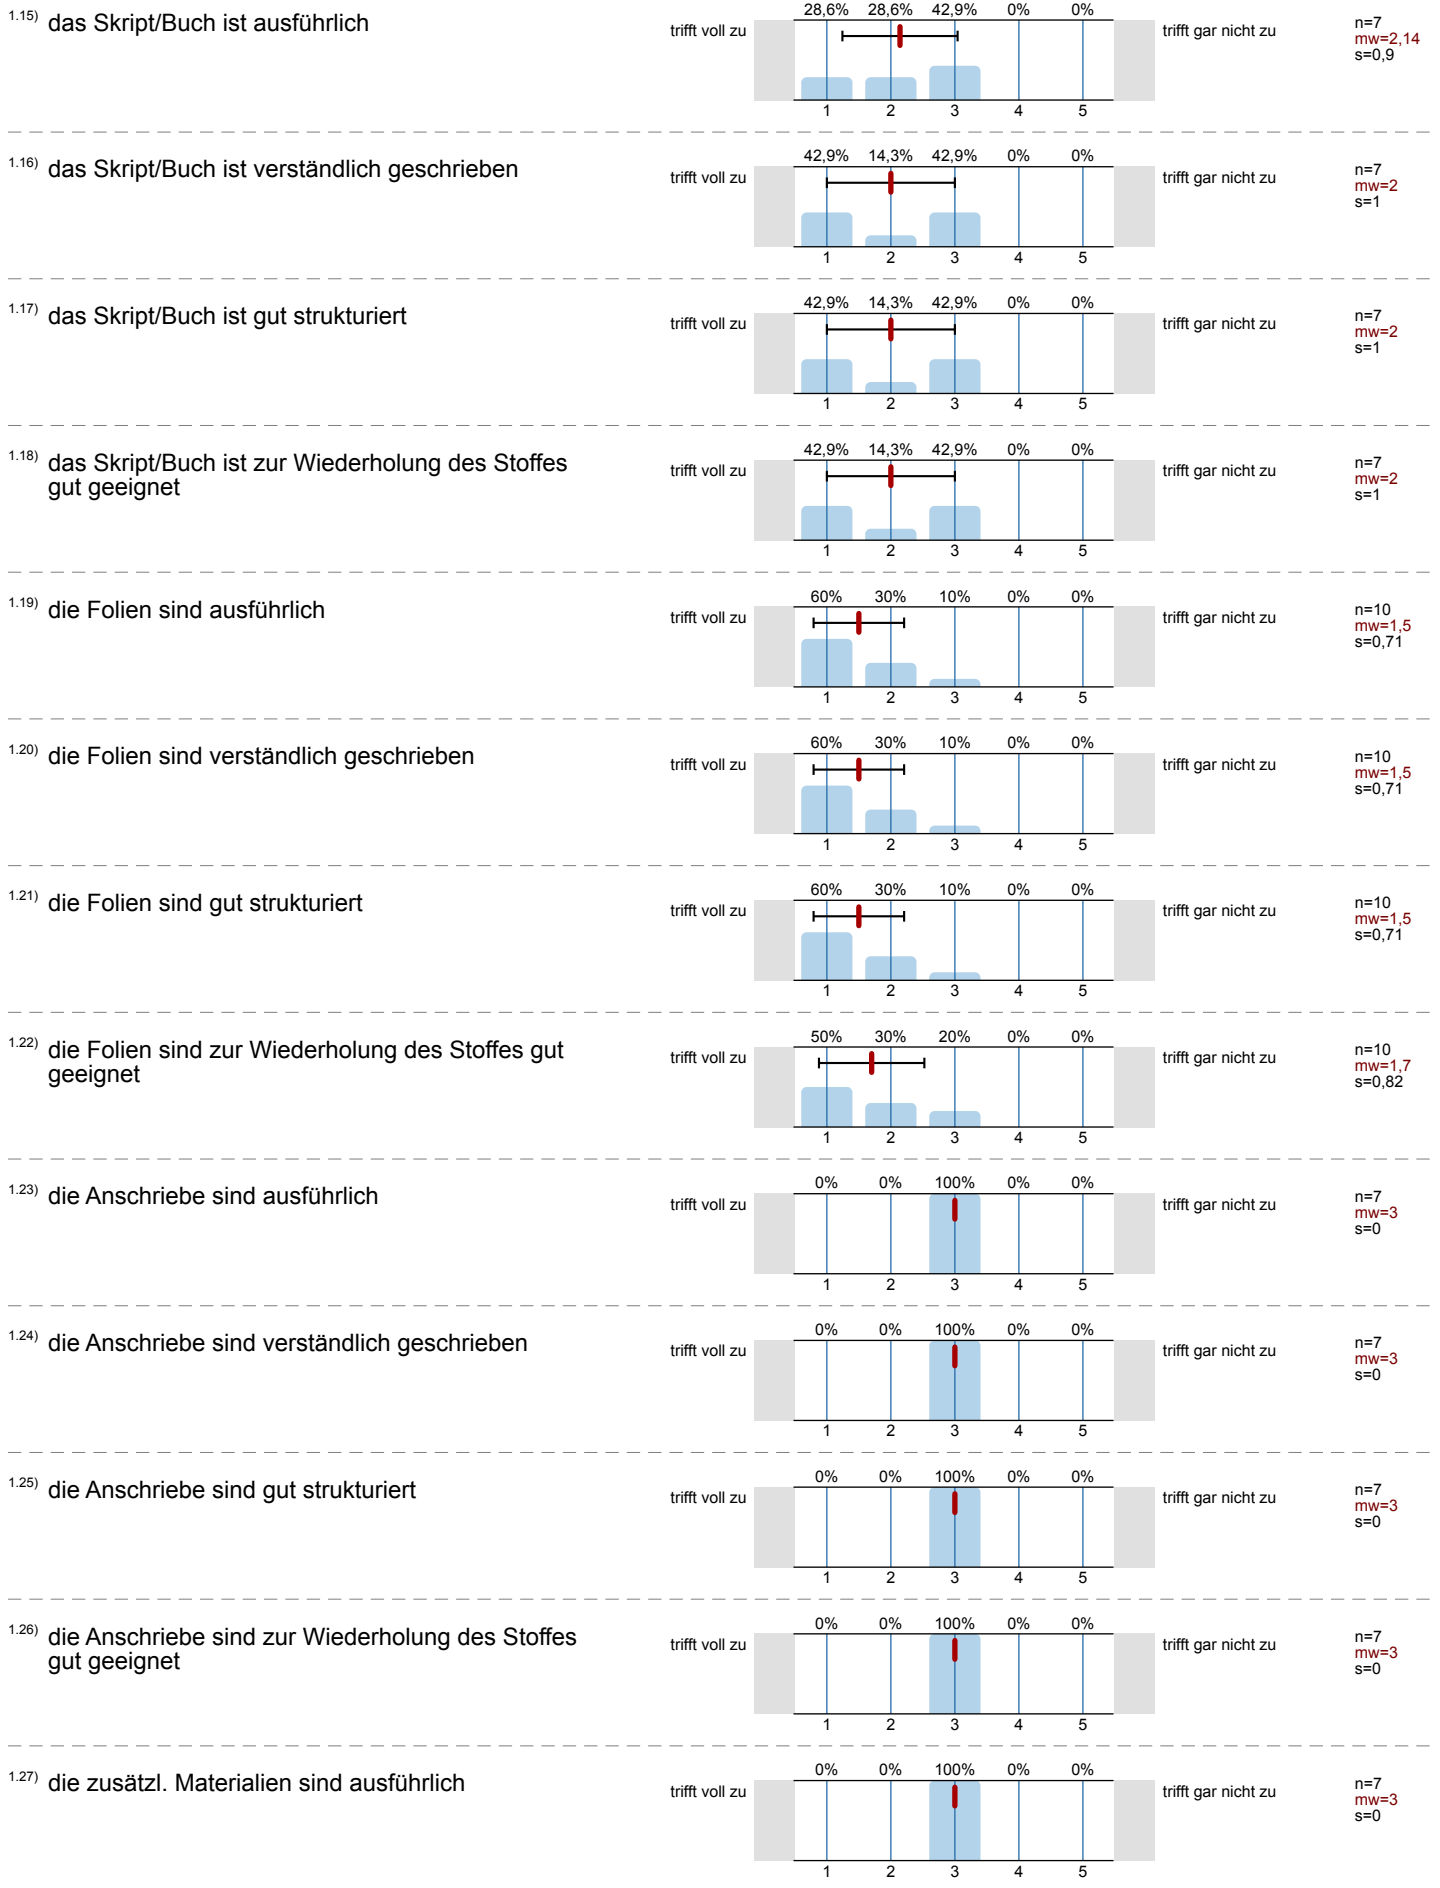 1.15) das Skript/Buch ist ausführlich
28,6% 28,6% 42,9% 0% 0%
trifft voll zu trifft gar nicht zu
n=7
mw=2,14
s=0,9
1 2 3 4 5
1.16) das Skript/Buch ist verständlich geschrieben
42,9% 14,3% 42,9% 0% 0%
trifft voll zu trifft gar nicht zu
n=7
mw=2
s=1
1 2 3 4 5
1.17) das Skript/Buch ist gut strukturiert
42,9% 14,3% 42,9% 0% 0%
trifft voll zu trifft gar nicht zu
n=7
mw=2
s=1
1 2 3 4 5
1.18) das Skript/Buch ist zur Wiederholung des Stoffes
gut geeignet
42,9% 14,3% 42,9% 0% 0%
trifft voll zu trifft gar nicht zu
n=7
mw=2
s=1
1 2 3 4 5
1.19) die Folien sind ausführlich
60% 30% 10% 0% 0%
trifft voll zu trifft gar nicht zu
n=10
mw=1,5
s=0,71
1 2 3 4 5
1.20) die Folien sind verständlich geschrieben
60% 30% 10% 0% 0%
trifft voll zu trifft gar nicht zu
n=10
mw=1,5
s=0,71
1 2 3 4 5
1.21) die Folien sind gut strukturiert
60% 30% 10% 0% 0%
trifft voll zu trifft gar nicht zu
n=10
mw=1,5
s=0,71
1 2 3 4 5
1.22) die Folien sind zur Wiederholung des Stoffes gut
geeignet
50% 30% 20% 0% 0%
trifft voll zu trifft gar nicht zu
n=10
mw=1,7
s=0,82
1 2 3 4 5
1.23) die Anschriebe sind ausführlich
0% 0% 100% 0% 0%
trifft voll zu trifft gar nicht zu
n=7
mw=3
s=0
1 2 3 4 5
1.24) die Anschriebe sind verständlich geschrieben
0% 0% 100% 0% 0%
trifft voll zu trifft gar nicht zu
n=7
mw=3
s=0
1 2 3 4 5
1.25) die Anschriebe sind gut strukturiert
0% 0% 100% 0% 0%
trifft voll zu trifft gar nicht zu
n=7
mw=3
s=0
1 2 3 4 5
1.26) die Anschriebe sind zur Wiederholung des Stoffes
gut geeignet
0% 0% 100% 0% 0%
trifft voll zu trifft gar nicht zu
n=7
mw=3
s=0
1 2 3 4 5
1.27) die zusätzl. Materialien sind ausführlich
0% 0% 100% 0% 0%
trifft voll zu trifft gar nicht zu
n=7
mw=3
s=0
1 2 3 4 5